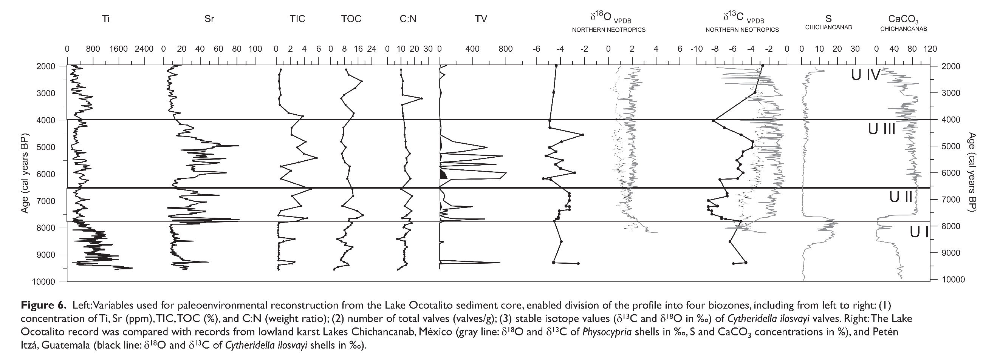 Ti Sr TIC TOC C:N TV δ18O VPDB δ13C VPDB S CaCO3
NORTHERN NEOTROPICS NORTHERN NEOTROPICS CHICHANCANAB CHICHANCANAB
0 800 1600 2400 0 20 40 60 80 100 0 2 4 6 0 8 16 24 0 10 20 30 0 400 800 -6 -4 -2 0 2 4 6 -10 -8 -6 -4 -2 0 0 10 20 30 0 40 80 120
2000 2000
U IV
3000 3000
4000 4000
U III
5000 5000
Age (cal years BP) Age (cal years BP)
6000 6000
7000 7000
U II
8000 8000
U I
9000 9000
10000 10000
Figure 6. Left: Variables used for paleoenvironmental reconstruction from the Lake Ocotalito sediment core, enabled division of the profile into four biozones, including from left to right: (1)
concentration of Ti, Sr (ppm), TIC, TOC (%), and C:N (weight ratio); (2) number of total valves (valves/g); (3) stable isotope values (δ13C and δ18O in ‰) of Cytheridella ilosvayi valves. Right: The Lake
Ocotalito record was compared with records from lowland karst Lakes Chichancanab, México (gray line: δ18O and δ13C of Physocypria shells in ‰, S and CaCO3 concentrations in %), and Petén
Itzá, Guatemala (black line: δ18O and δ13C of Cytheridella ilosvayi shells in ‰).